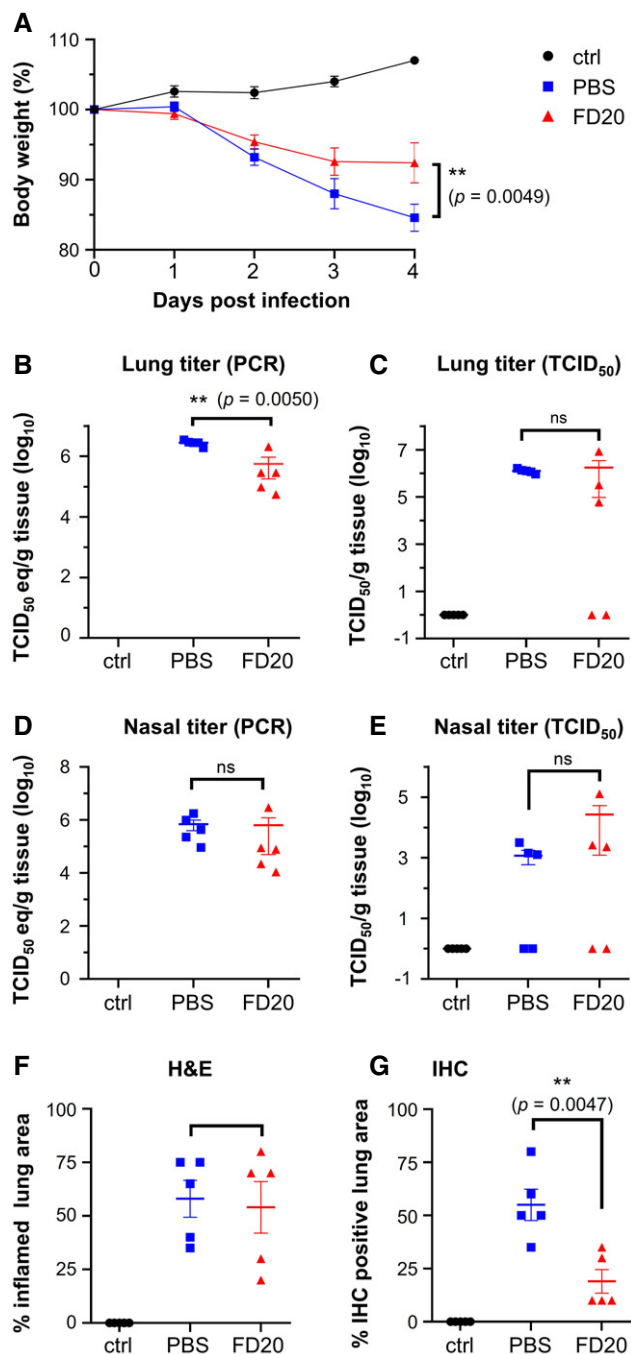 A
Body weight (%)
110
100
90
80
0 1 2 3 4
Days post infection
ctrl
PBS
FD20
**
(p = 0.0049)
B Lung titer (PCR)
** (p = 0.0050)
TCID50 eq/g tissue (log10)
6
4
2
0
ctrl PBS FD20
C Lung titer (TCID50)
ns
TCID50/g tissue (log10)
7
5
3
1
-1
ctrl PBS FD20
D Nasal titer (PCR)
ns
TCID50 eq/g tissue (log10)
8
6
4
2
0
ctrl PBS FD20
E Nasal titer (TCID50)
ns
TCID50/g tissue (log10)
5
3
1
-1
ctrl PBS FD20
F H&E
% inflamed lung area
100
75
50
25
0
ctrl PBS FD20
G IHC
**
(p = 0.0047)
% IHC positive lung area
100
75
50
25
0
ctrl PBS FD20